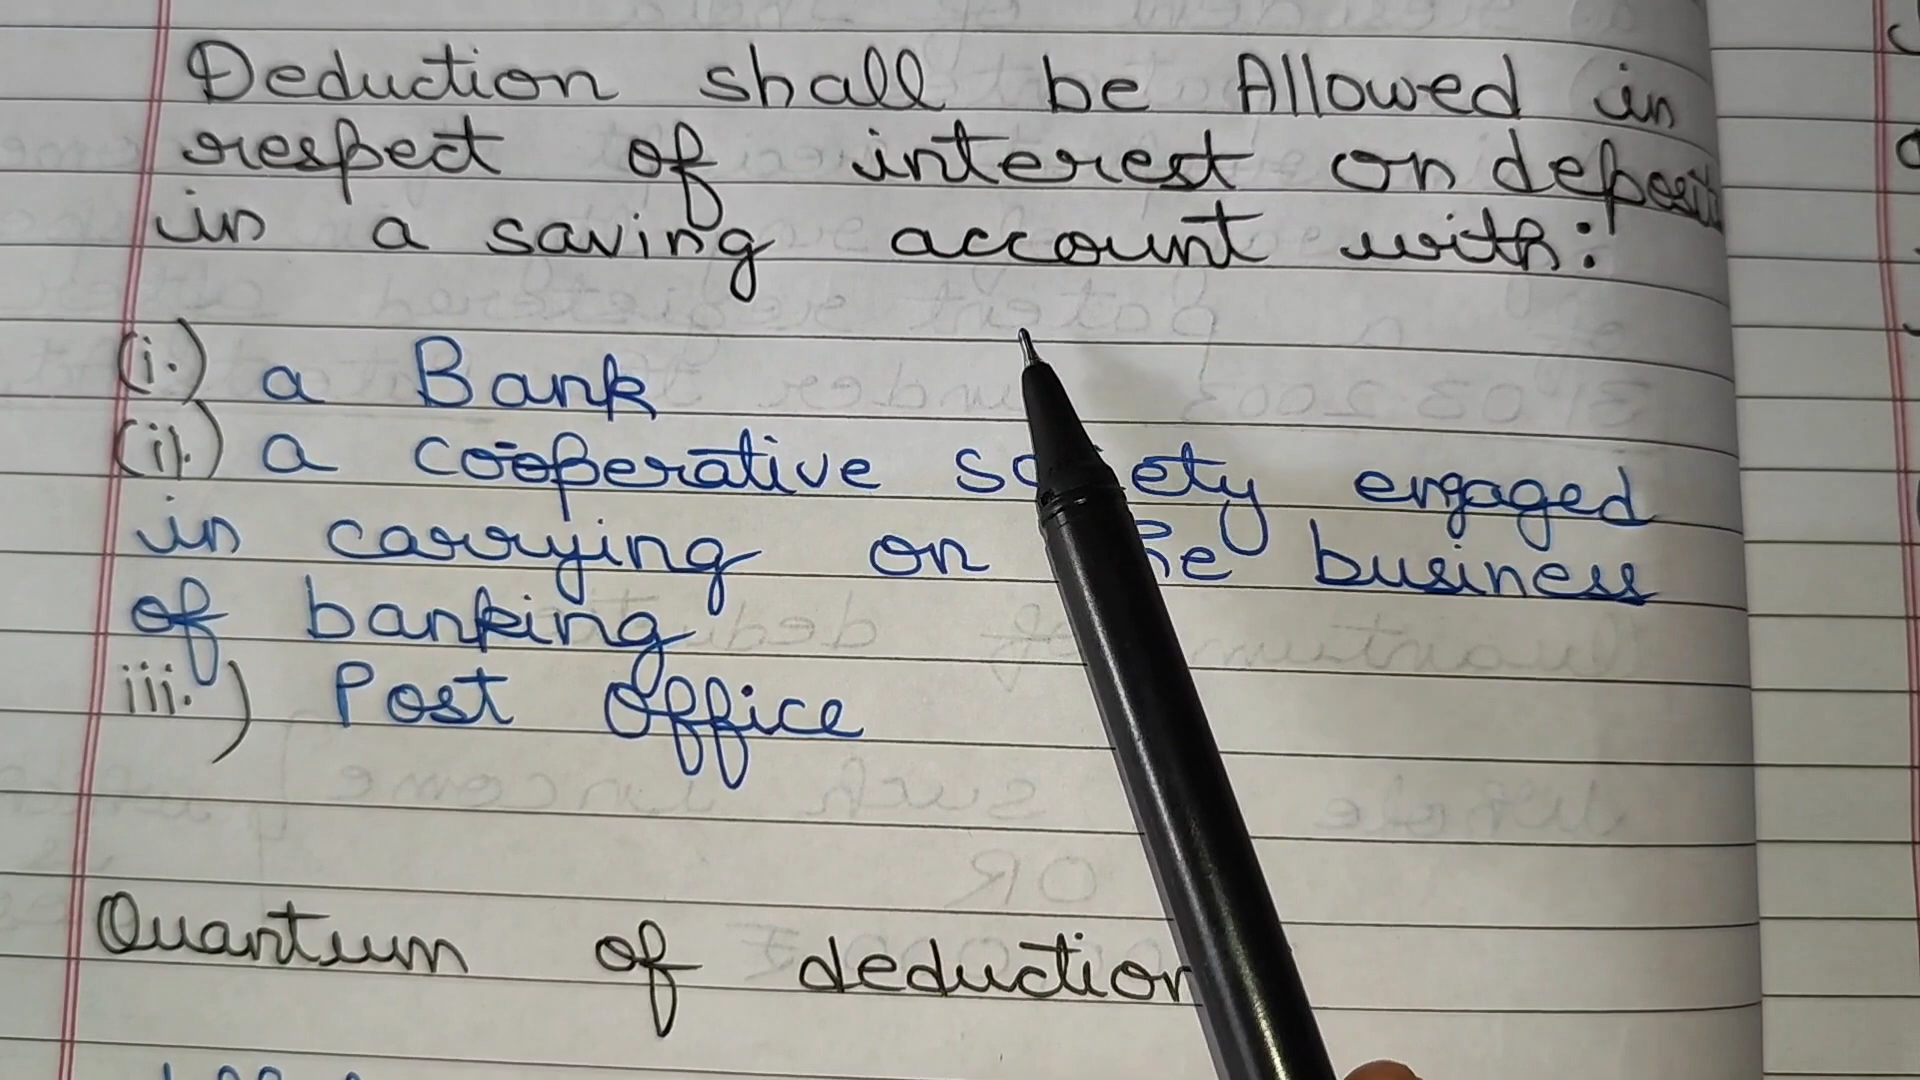 Deduction shall be Allowed in
respect of interest on deposit
in a saving account with:
(i.) a Bank
(ii.) a cooperative society engaged
in carrying on the business
of banking
iii.) Post Office
Quantum of deduction